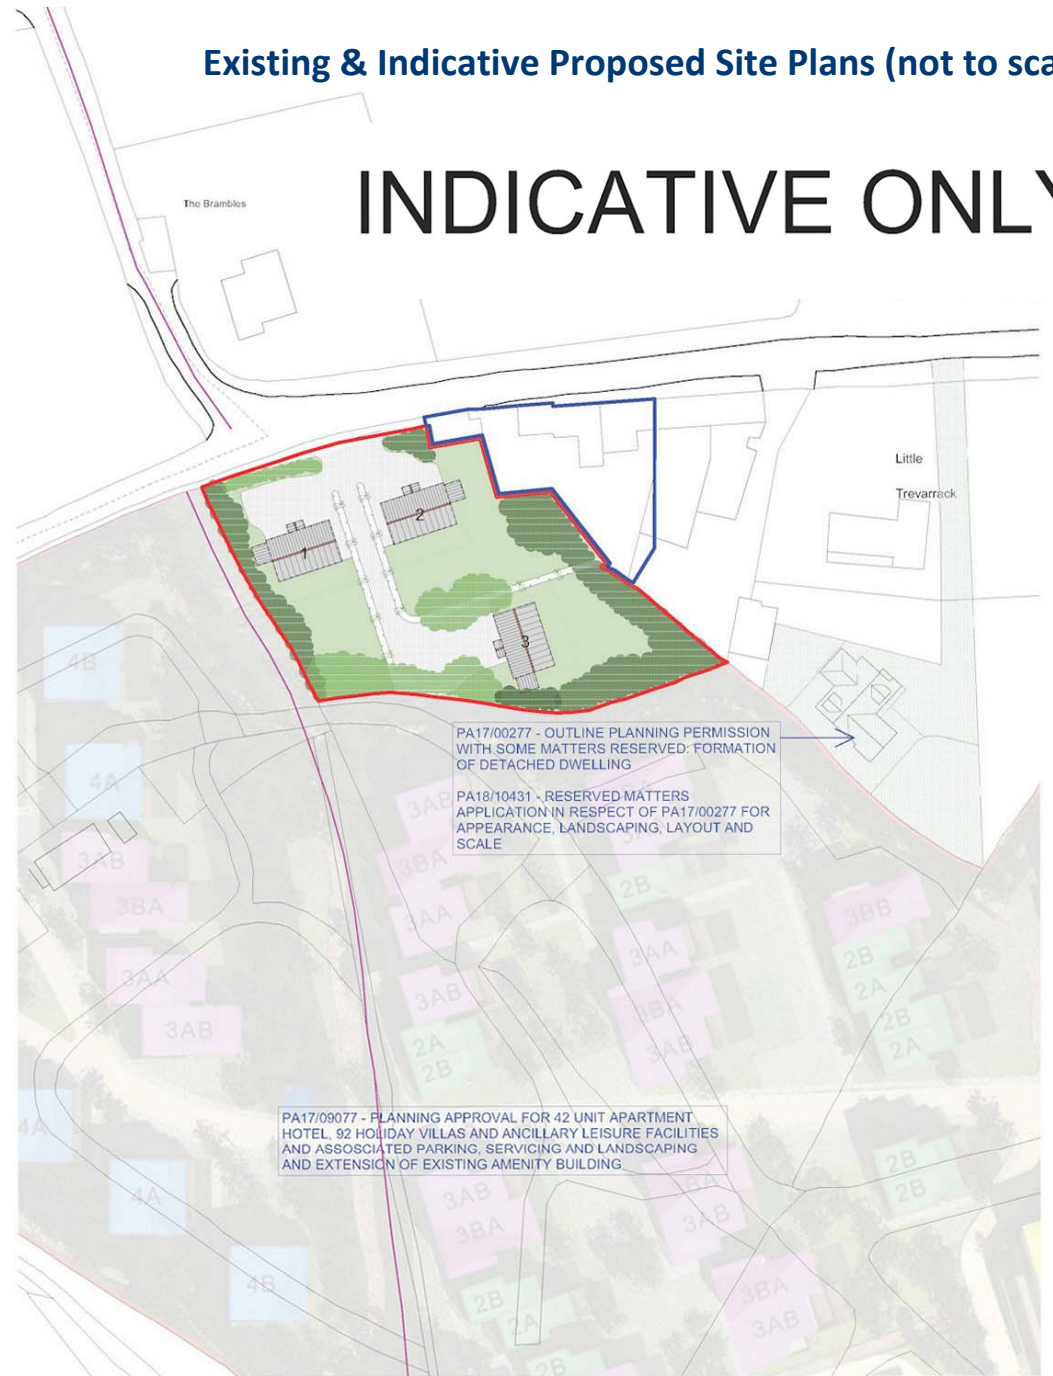 Existing & Indicative Proposed Site Plans (not to sca
INDICATIVE ONLY
The Brambles
Little
Trevarrack
2
1
3
4B
PA17/00277 - OUTLINE PLANNING PERMISSION
WITH SOME MATTERS RESERVED: FORMATION
OF DETACHED DWELLING
PA18/10431 - RESERVED MATTERS
APPLICATION IN RESPECT OF PA17/00277 FOR
APPEARANCE, LANDSCAPING, LAYOUT AND
SCALE
4A
3AB
3AB
3BA
2B
3BA
3BB
3AA
3AA
2B
3AA
3AB
3BA
2A
3AB
2A
3AB
2B
2B
2A
4A
PA17/09077 - PLANNING APPROVAL FOR 42 UNIT APARTMENT
HOTEL, 92 HOLIDAY VILLAS AND ANCILLARY LEISURE FACILITIES
AND ASSOSCIATED PARKING, SERVICING AND LANDSCAPING
AND EXTENSION OF EXISTING AMENITY BUILDING
2B
4A
3AB
3BA
2B
3BA
3AB
4B
2B
3BA
2A
3AB
2B